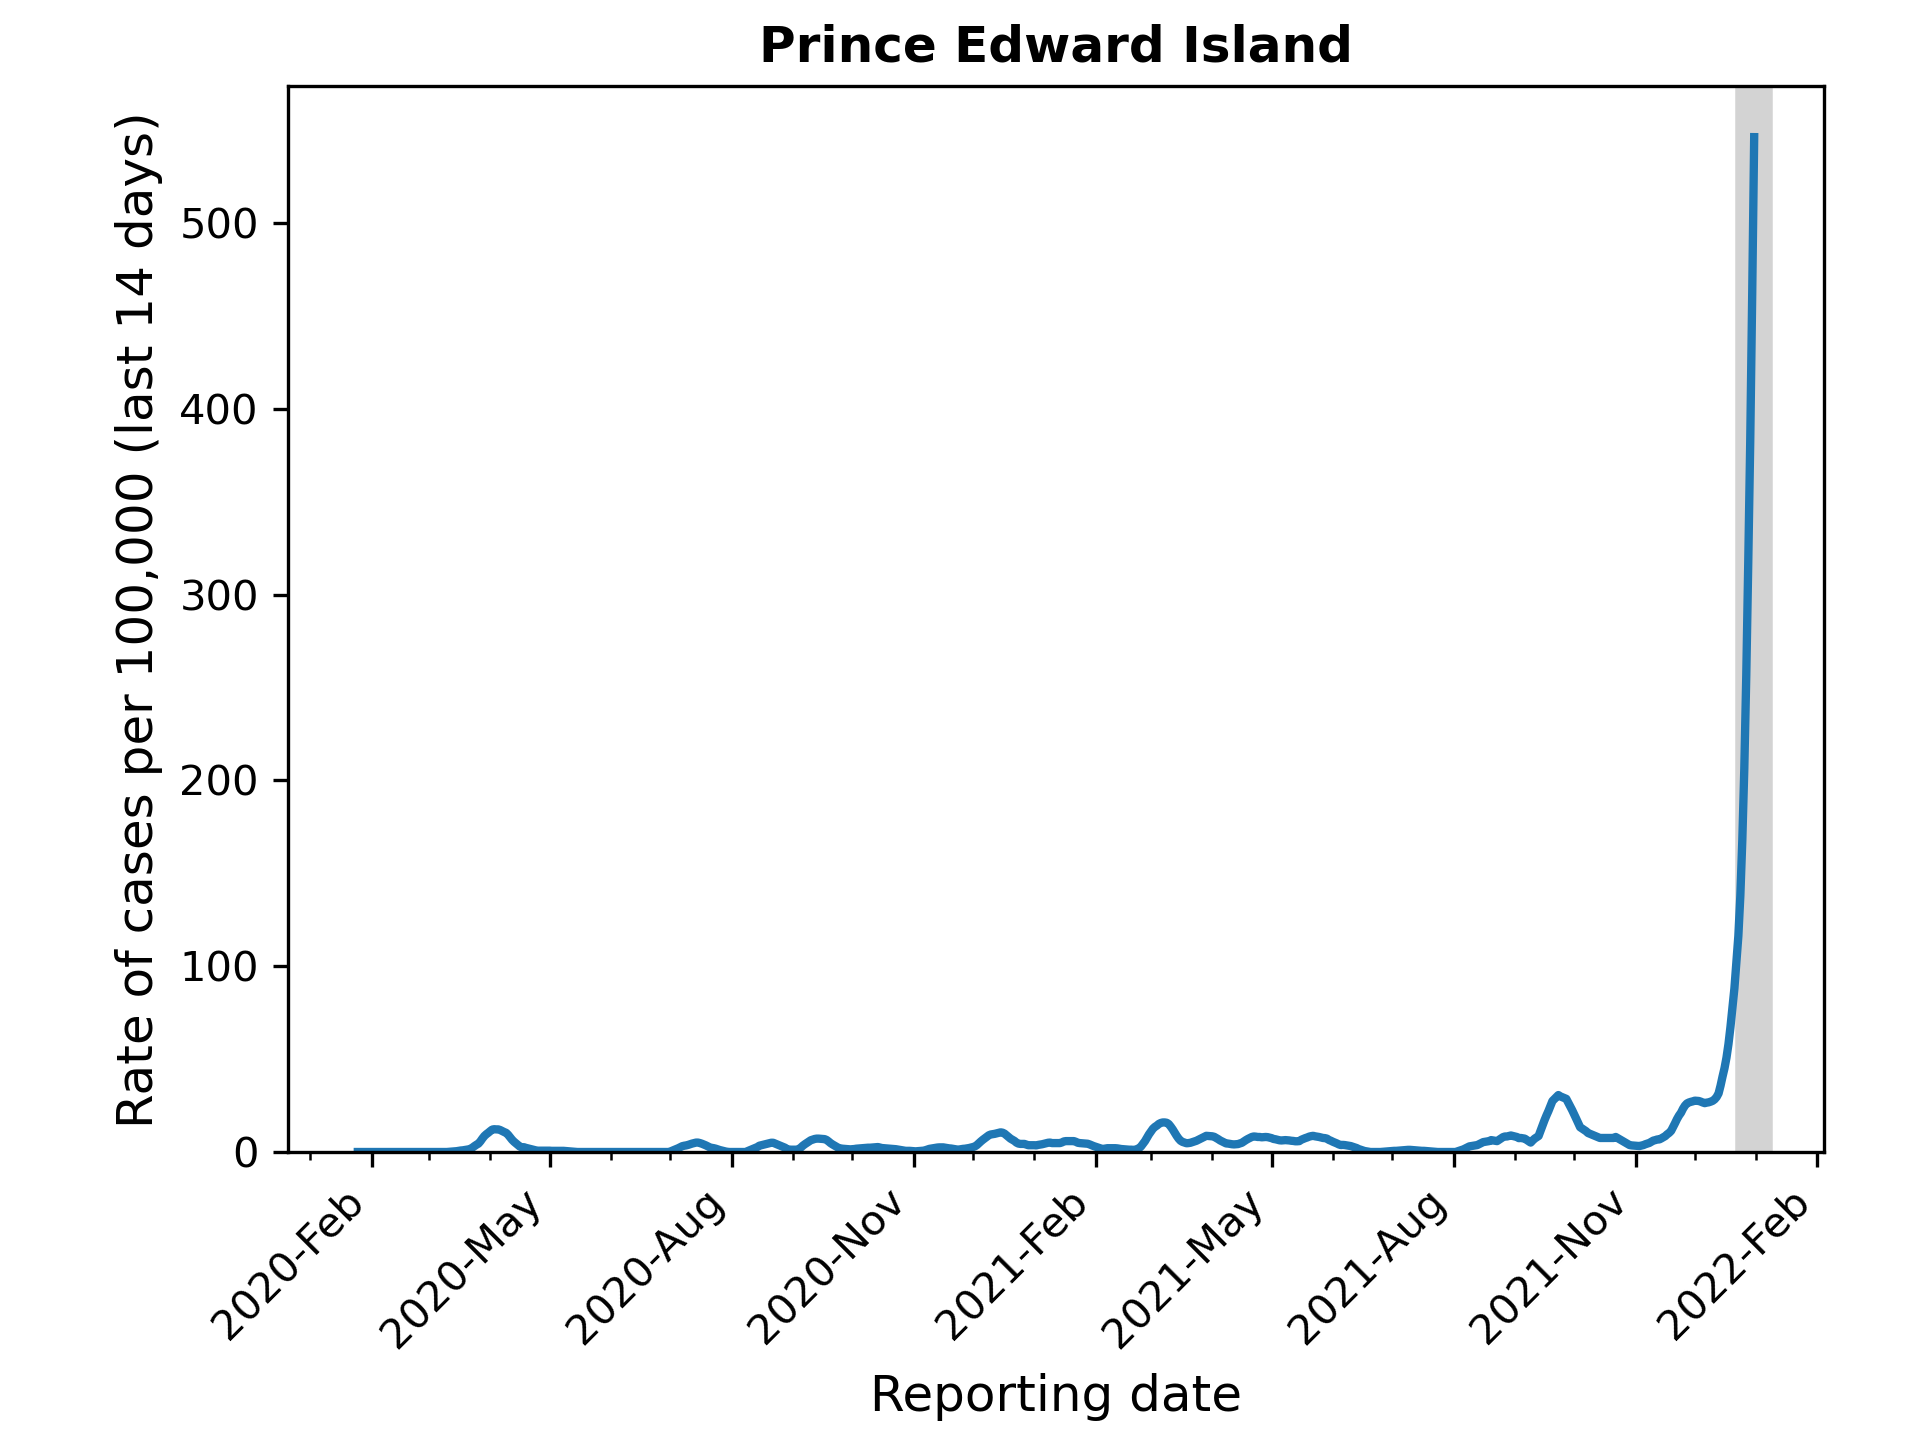 Prince Edward Island
Rate of cases per 100,000 (last 14 days)
500
400
300
200
100
0
2020-Feb
2020-May
2020-Aug
2020-Nov
2021-Feb
2021-May
2021-Aug
2021-Nov
2022-Feb
Reporting date